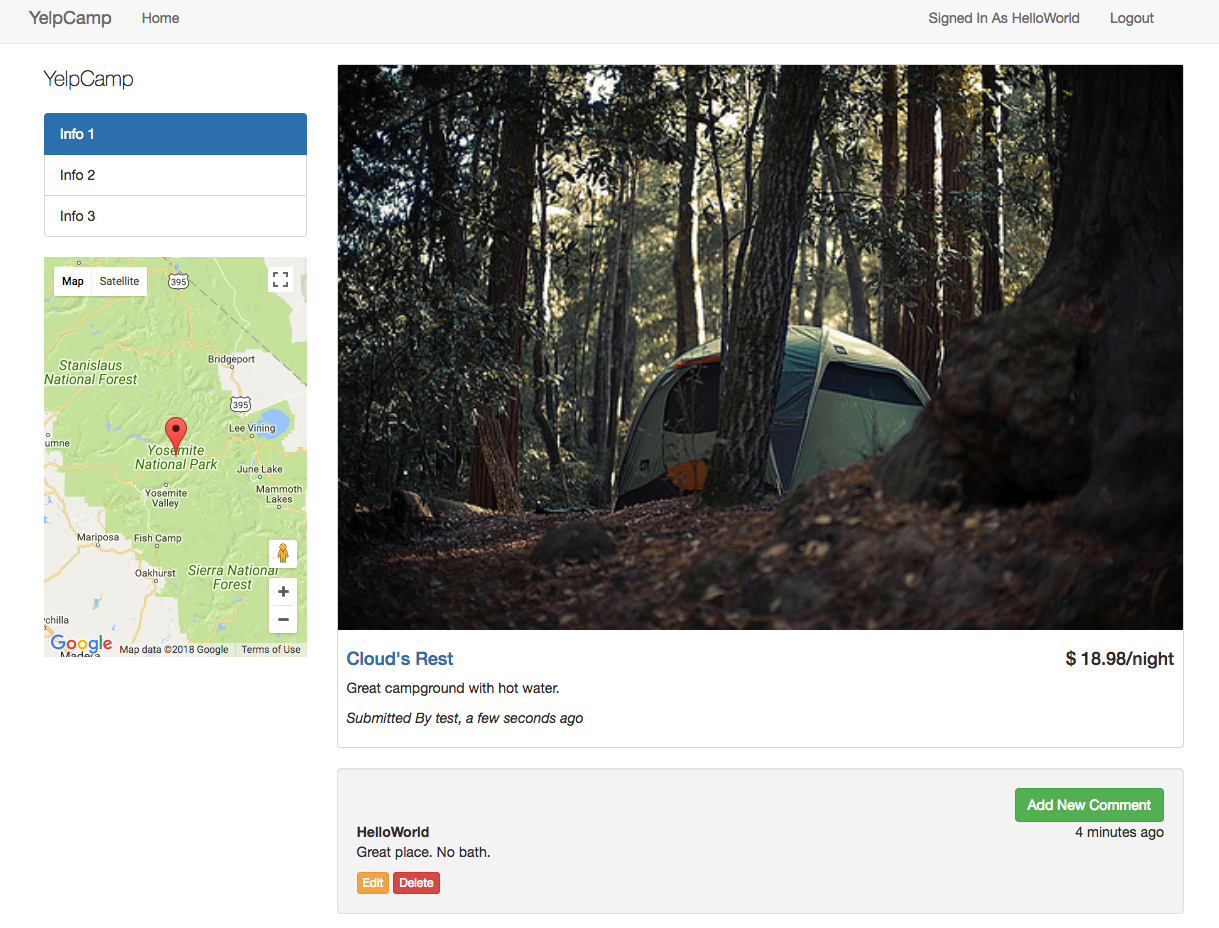 YelpCamp
Home
Signed In As HelloWorld
Logout
YelpCamp
Info 1
Info 2
Info 3
Map
Satellite
395
Bridgeport
Stanislaus
National Forest
395
Lee Vining
umne
Yosemite
National Park
June Lake
Yosemite
Valley
Mammoth
Lakes
Mariposa
Fish Camp
Oakhurst
Sierra National
Forest
+
chilla
−
Google
Madera
Map data ©2018 Google
Terms of Use
Cloud's Rest
$ 18.98/night
Great campground with hot water.
Submitted By test, a few seconds ago
Add New Comment
HelloWorld
4 minutes ago
Great place. No bath.
Edit
Delete